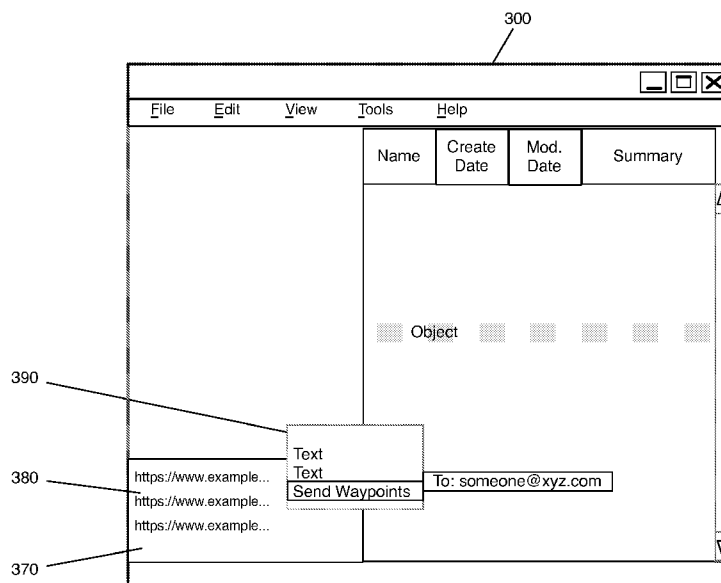 300
File Edit View Tools Help
Name Create Date Mod. Date Summary
Object
390
Text
Text
Send Waypoints To: someone@xyz.com
380
370
https://www.example...
https://www.example...
https://www.example...